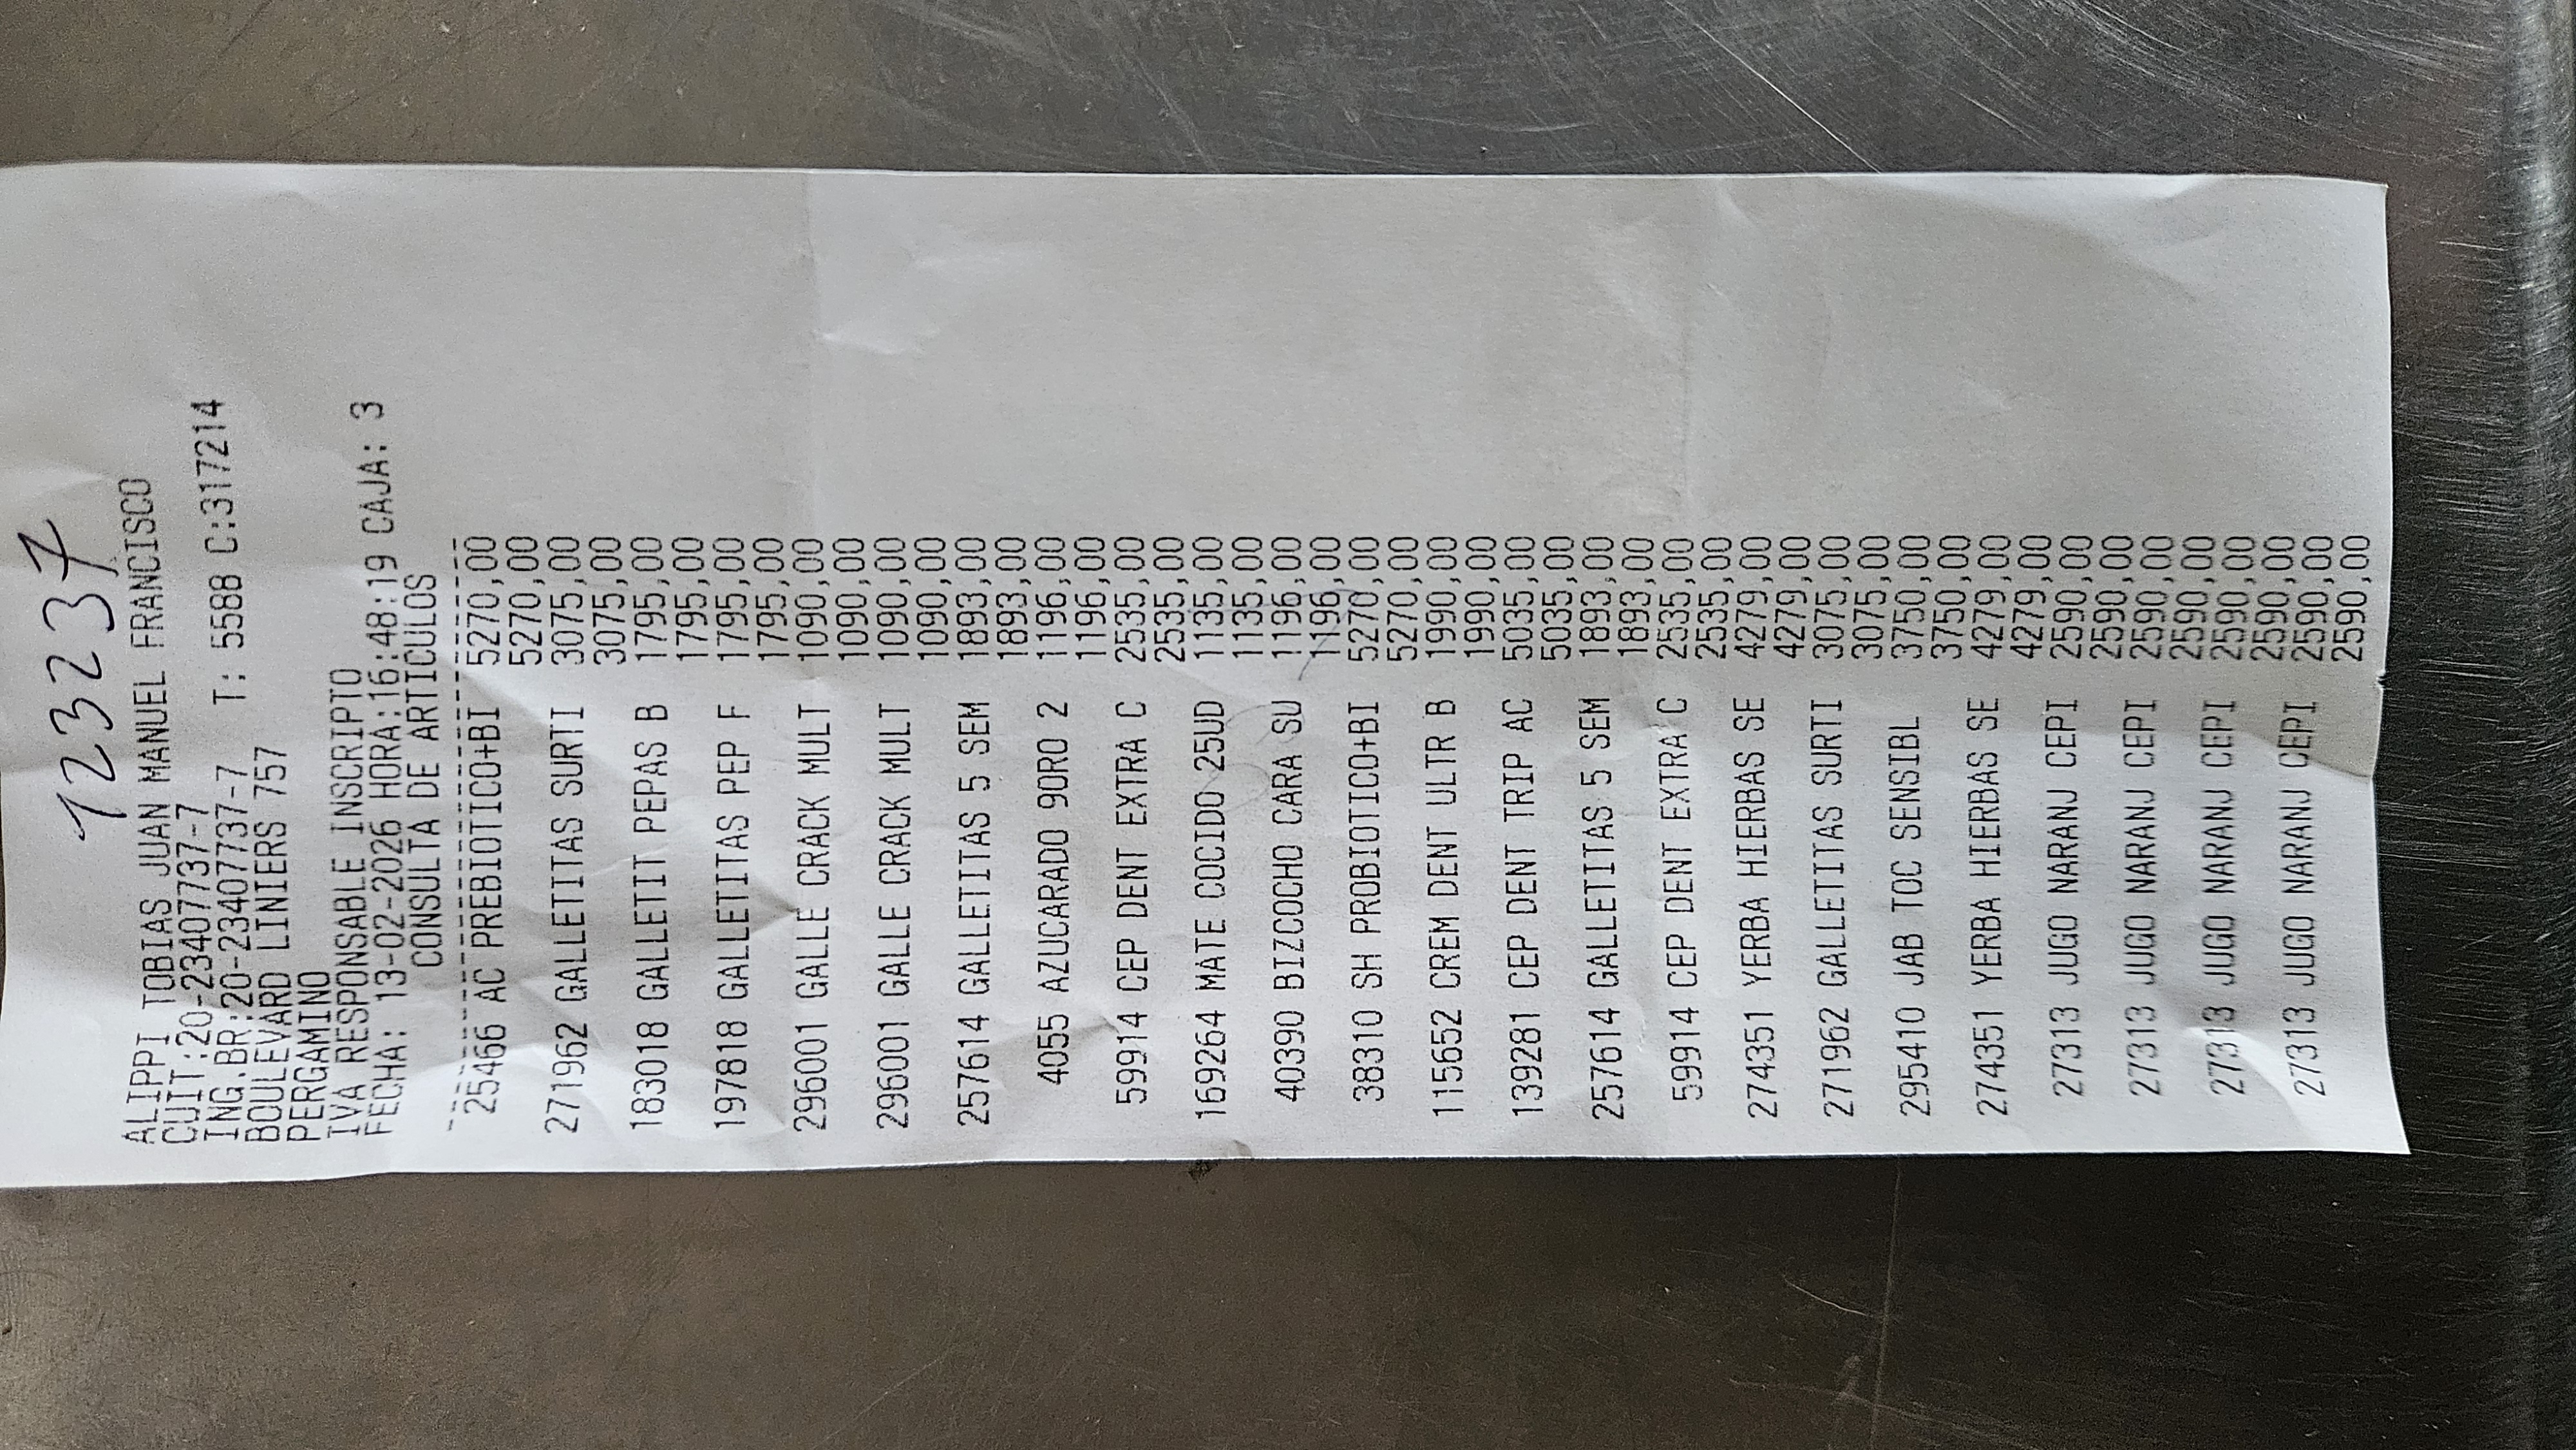 123237
ALIPPI TOBIAS JUAN MANUEL FRANCISCO
CUIT:20-23407737-7
ING.BR:20-23407737-7 T: 5588 C:317214
BOULEVARD LINIERS 757
PERGAMINO
IVA RESPONSABLE INSCRIPTO
FECHA: 13-02-2026 HORA:16:48:19 CAJA: 3
CONSULTA DE ARTICULOS
25466 AC PREBIOTICO+BI 5270,00
5270,00
271962 GALLETITAS SURTI 3075,00
3075,00
183018 GALLETIT PEPAS B 1795,00
1795,00
197818 GALLETITAS PEP F 1795,00
1795,00
296001 GALLE CRACK MULT 1090,00
1090,00
296001 GALLE CRACK MULT 1090,00
1090,00
257614 GALLETITAS 5 SEM 1893,00
1893,00
4055 AZUCARADO 9ORO 2 1196,00
1196,00
59914 CEP DENT EXTRA C 2535,00
2535,00
169264 MATE COCIDO 25UD 1135,00
1135,00
40390 BIZCOCHO CARA SU 1196,00
1196,00
38310 SH PROBIOTICO+BI 5270,00
5270,00
115652 CREM DENT ULTR B 1990,00
1990,00
139281 CEP DENT TRIP AC 5035,00
5035,00
257614 GALLETITAS 5 SEM 1893,00
1893,00
59914 CEP DENT EXTRA C 2535,00
2535,00
274351 YERBA HIERBAS SE 4279,00
4279,00
271962 GALLETITAS SURTI 3075,00
3075,00
295410 JAB TOC SENSIBL 3750,00
3750,00
274351 YERBA HIERBAS SE 4279,00
4279,00
27313 JUGO NARANJ CEPI 2590,00
2590,00
27313 JUGO NARANJ CEPI 2590,00
2590,00
27313 JUGO NARANJ CEPI 2590,00
2590,00
27313 JUGO NARANJ CEPI 2590,00
2590,00